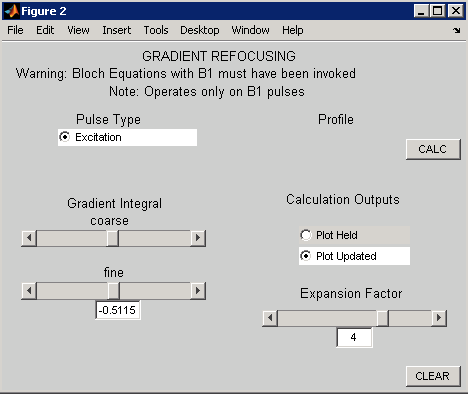 Figure 2
File Edit View Insert Tools Desktop Window Help
GRADIENT REFOCUSING
Warning: Bloch Equations with B1 must have been invoked
Note: Operates only on B1 pulses
Pulse Type
Profile
Excitation
CALC
Gradient Integral
coarse
Calculation Outputs
Plot Held
Plot Updated
fine
-0.5115
Expansion Factor
4
CLEAR